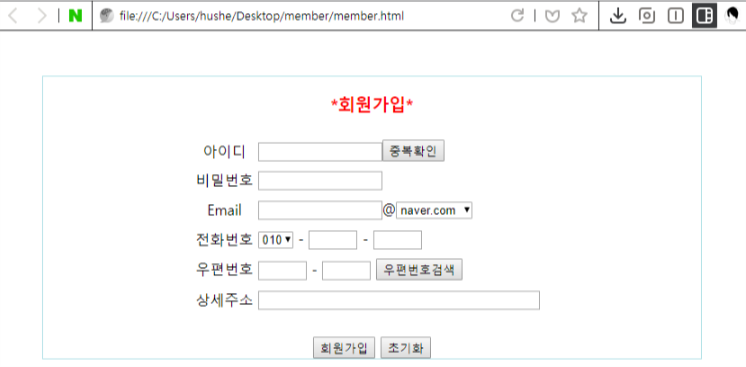 N file:///C:/Users/hushe/Desktop/member/member.html
*회원가입*
아이디 중복확인
비밀번호
Email @ naver.com
전화번호 010 - -
우편번호 - 우편번호검색
상세주소
회원가입 초기화